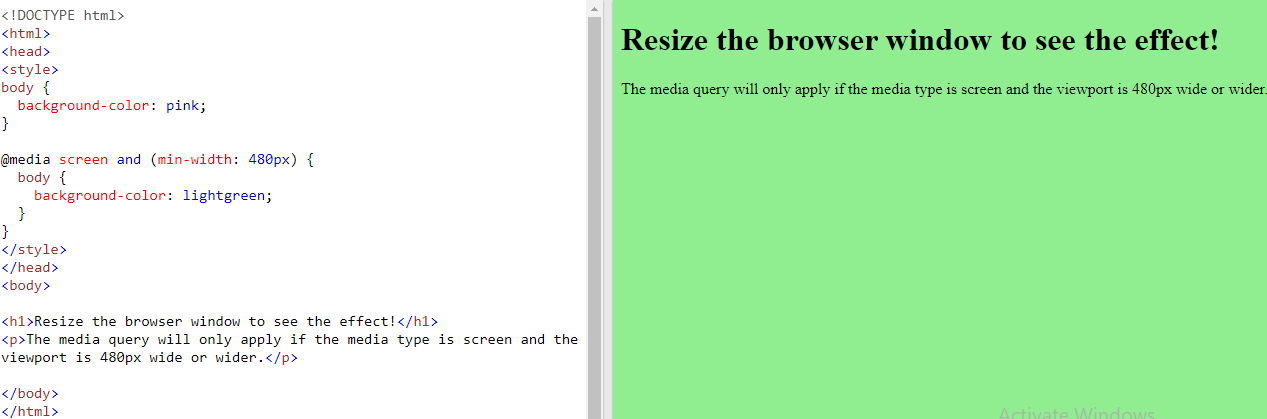 <!DOCTYPE html>
<html>
<head>
<style>
body {
  background-color: pink;
}

@media screen and (min-width: 480px) {
  body {
    background-color: lightgreen;
  }
}
</style>
</head>
<body>

<h1>Resize the browser window to see the effect!</h1>
<p>The media query will only apply if the media type is screen and the
viewport is 480px wide or wider.</p>

</body>
</html>
Resize the browser window to see the effect!
The media query will only apply if the media type is screen and the viewport is 480px wide or wider.
Activate Windows